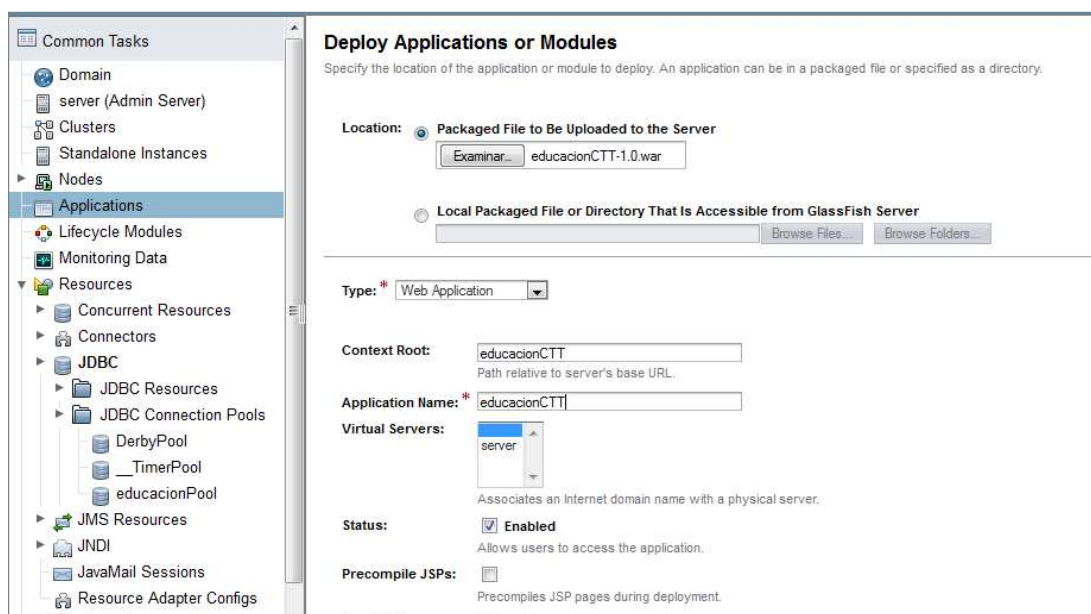 Common Tasks
Domain
server (Admin Server)
Clusters
Standalone Instances
Nodes
Applications
Lifecycle Modules
Monitoring Data
Resources
Concurrent Resources
Connectors
JDBC
JDBC Resources
JDBC Connection Pools
DerbyPool
__TimerPool
educacionPool
JMS Resources
JNDI
JavaMail Sessions
Resource Adapter Configs
Deploy Applications or Modules
Specify the location of the application or module to deploy. An application can be in a packaged file or specified as a directory.
Location: Packaged File to Be Uploaded to the Server
Examinar... educacionCTT-1.0.war
Local Packaged File or Directory That Is Accessible from GlassFish Server
Browse Files... Browse Folders...
Type: * Web Application
Context Root: educacionCTT
Path relative to server's base URL.
Application Name: * educacionCTT
Virtual Servers:
server
Associates an Internet domain name with a physical server.
Status: Enabled
Allows users to access the application.
Precompile JSPs:
Precompiles JSP pages during deployment.